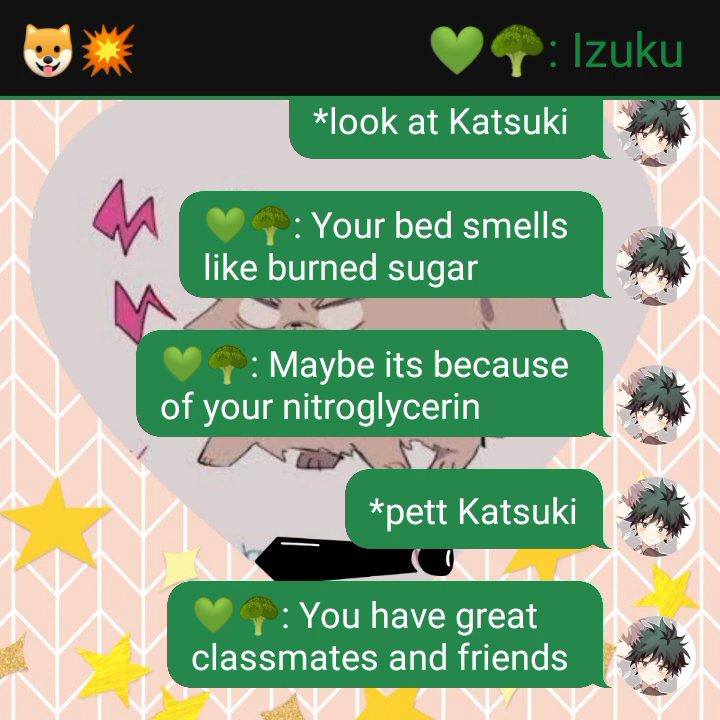 🐶💥 💚🥦: Izuku
*look at Katsuki
💚🥦: Your bed smells
like burned sugar
💚🥦: Maybe its because
of your nitroglycerin
*pett Katsuki
💚🥦: You have great
classmates and friends